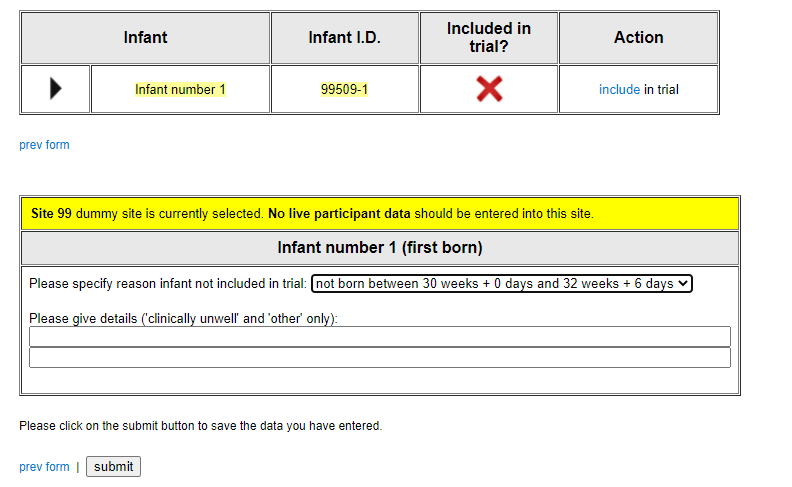 Infant
Infant I.D.
Included in
trial?
Action
Infant number 1
99509-1
include in trial
prev form
Site 99 dummy site is currently selected. No live participant data should be entered into this site.
Infant number 1 (first born)
Please specify reason infant not included in trial: not born between 30 weeks + 0 days and 32 weeks + 6 days
Please give details ('clinically unwell' and 'other' only):
Please click on the submit button to save the data you have entered.
prev form | submit